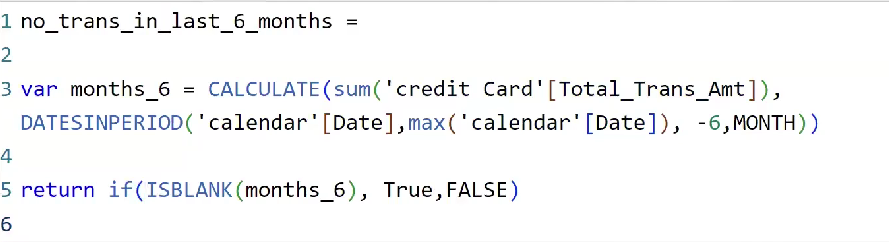 1 no_trans_in_last_6_months =
2
3 var months_6 = CALCULATE(sum('credit Card'[Total_Trans_Amt]),
DATESINPERIOD('calendar'[Date],max('calendar'[Date]), -6,MONTH))
4
5 return if(ISBLANK(months_6), True,FALSE)
6